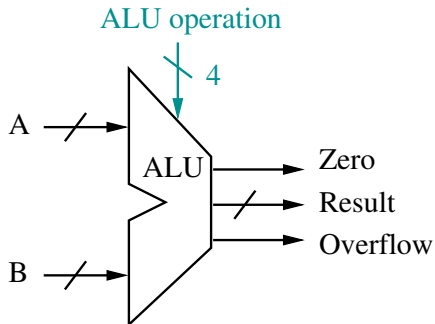 ALU operation
4
A
ALU
Zero
Result
Overflow
B